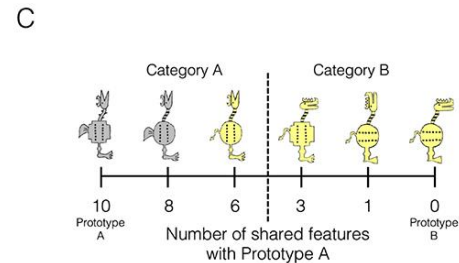 C
Category A Category B
10 8 6 3 1 0
Prototype A Prototype B
Number of shared features
with Prototype A